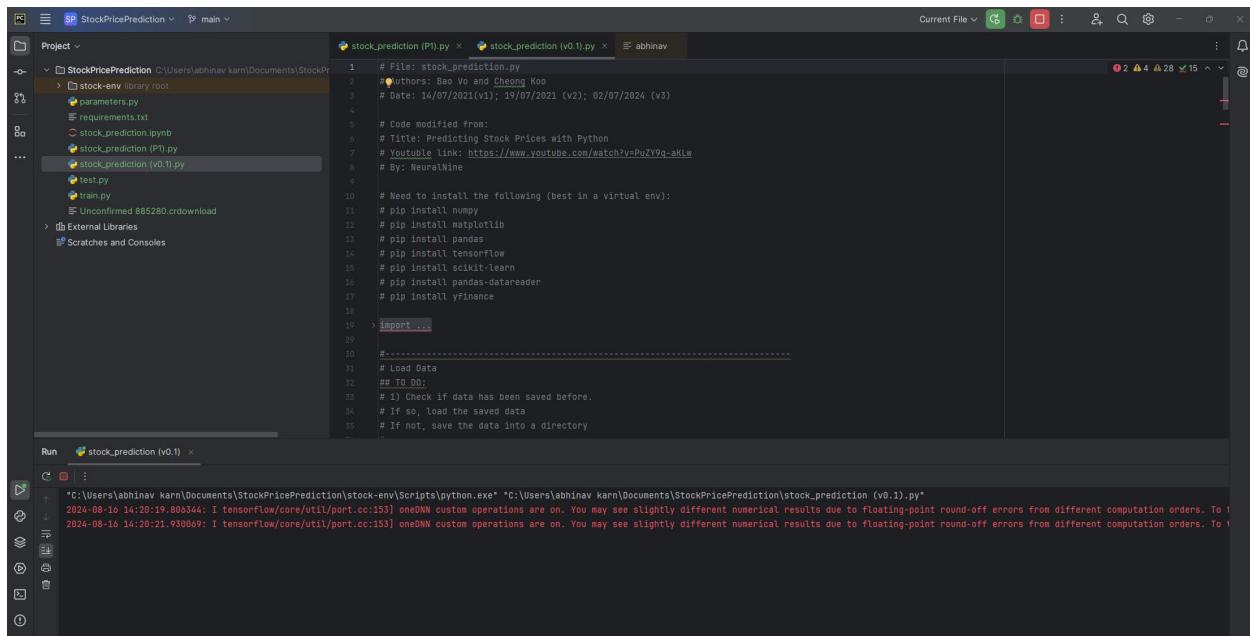 PC SP StockPricePrediction main Current File
Project
stock_prediction (P1).py stock_prediction (v0.1).py abhinav
StockPricePrediction C:\Users\abhinav karn\Documents\StockPr
stock-env library root
parameters.py
requirements.txt
stock_prediction.ipynb
stock_prediction (P1).py
stock_prediction (v0.1).py
test.py
train.py
Unconfirmed 885280.crdownload
External Libraries
Scratches and Consoles
2 4 28 15
1 # File: stock_prediction.py
2 # Authors: Bao Vo and Cheong Koo
3 # Date: 14/07/2021(v1); 19/07/2021 (v2); 02/07/2024 (v3)
4
5 # Code modified from:
6 # Title: Predicting Stock Prices with Python
7 # Youtuble link: https://www.youtube.com/watch?v=PuZY9q-aKLw
8 # By: NeuralNine
9
10 # Need to install the following (best in a virtual env):
11 # pip install numpy
12 # pip install matplotlib
13 # pip install pandas
14 # pip install tensorflow
15 # pip install scikit-learn
16 # pip install pandas-datareader
17 # pip install yfinance
18
19 import ...
29
30 #------------------------------------------------------------------------------
31 # Load Data
32 ## TO DO:
33 # 1) Check if data has been saved before.
34 # If so, load the saved data
35 # If not, save the data into a directory
Run stock_prediction (v0.1)
"C:\Users\abhinav karn\Documents\StockPricePrediction\stock-env\Scripts\python.exe" "C:\Users\abhinav karn\Documents\StockPricePrediction\stock_prediction (v0.1).py"
2024-08-16 14:20:19.806344: I tensorflow/core/util/port.cc:153] oneDNN custom operations are on. You may see slightly different numerical results due to floating-point round-off errors from different computation orders. To t
2024-08-16 14:20:21.930069: I tensorflow/core/util/port.cc:153] oneDNN custom operations are on. You may see slightly different numerical results due to floating-point round-off errors from different computation orders. To t